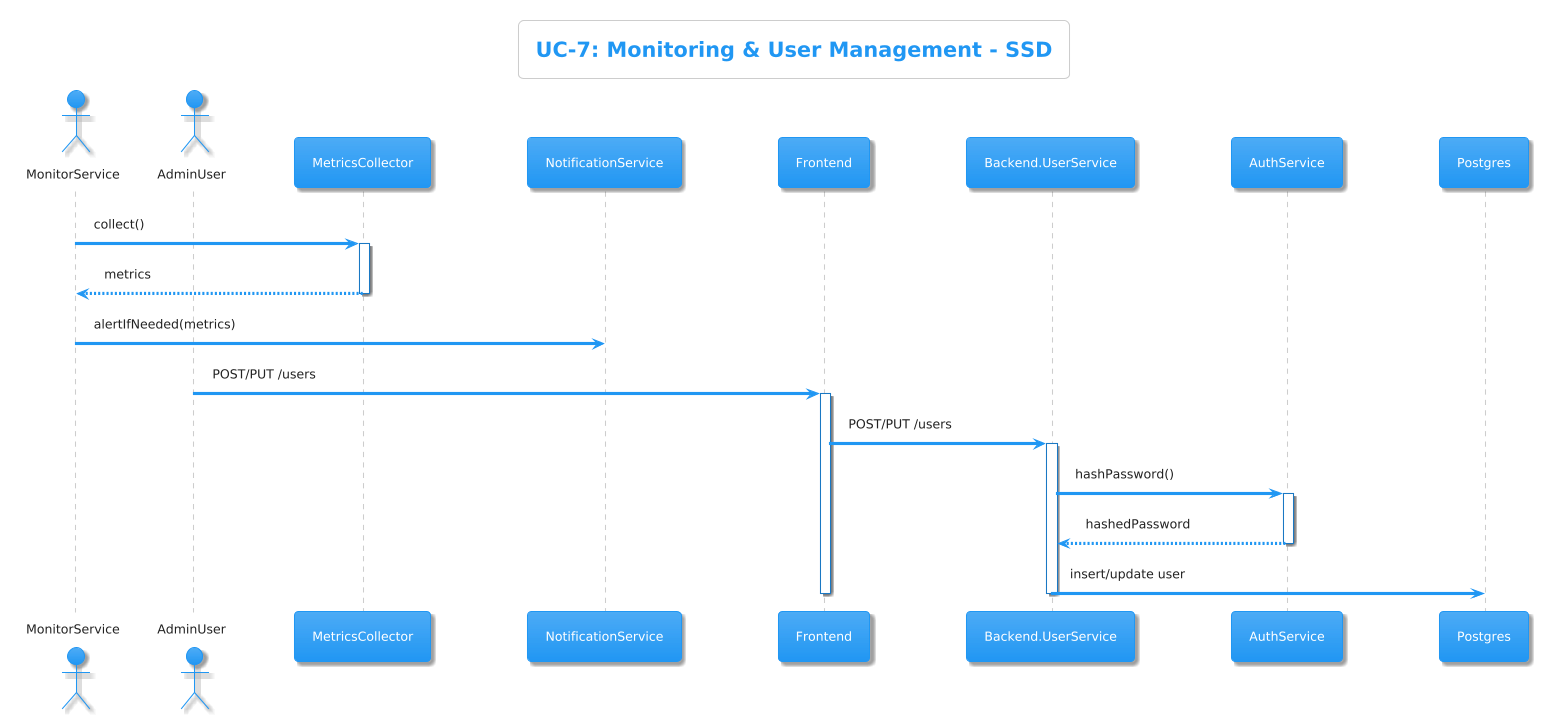 UC-7: Monitoring & User Management - SSD
MonitorService
AdminUser
MetricsCollector
NotificationService
Frontend
Backend.UserService
AuthService
Postgres
collect()
metrics
alertIfNeeded(metrics)
POST/PUT /users
POST/PUT /users
hashPassword()
hashedPassword
insert/update user
MonitorService
AdminUser
MetricsCollector
NotificationService
Frontend
Backend.UserService
AuthService
Postgres